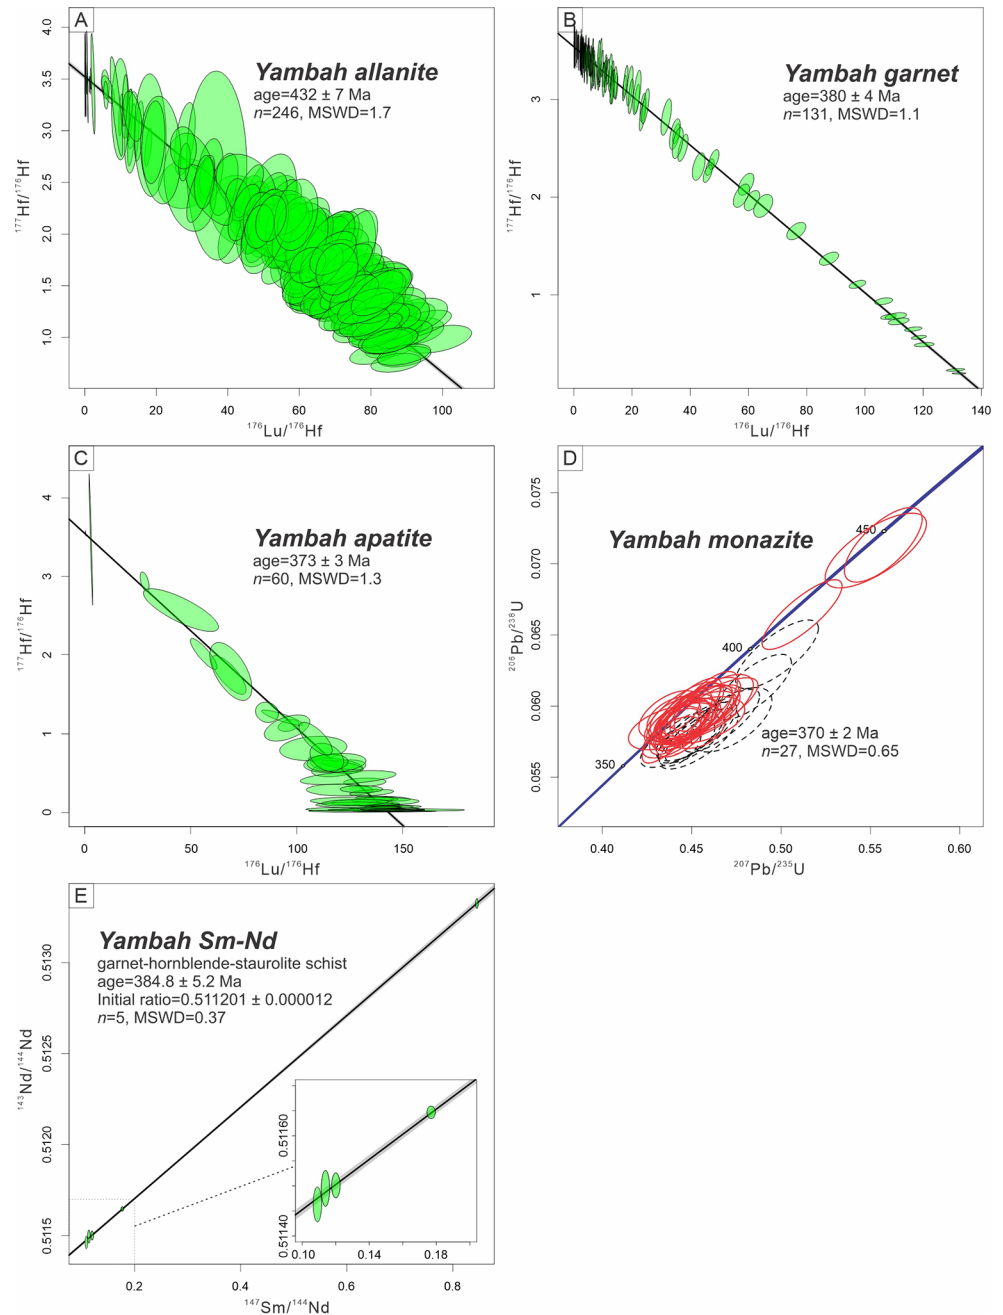 A
Yambah allanite
age=432 ± 7 Ma
n=246, MSWD=1.7
¹⁷⁷Hf/¹⁷⁶Hf
4.0
3.5
3.0
2.5
2.0
1.5
1.0
0 20 40 60 80 100
¹⁷⁶Lu/¹⁷⁶Hf
B
Yambah garnet
age=380 ± 4 Ma
n=131, MSWD=1.1
¹⁷⁷Hf/¹⁷⁶Hf
3
2
1
0 20 40 60 80 100 120 140
¹⁷⁶Lu/¹⁷⁶Hf
C
Yambah apatite
age=373 ± 3 Ma
n=60, MSWD=1.3
¹⁷⁷Hf/¹⁷⁶Hf
4
3
2
1
0
0 50 100 150
¹⁷⁶Lu/¹⁷⁶Hf
D
Yambah monazite
450
400
350
age=370 ± 2 Ma
n=27, MSWD=0.65
²⁰⁶Pb/²³⁸U
0.075
0.070
0.065
0.060
0.055
0.40 0.45 0.50 0.55 0.60
²⁰⁷Pb/²³⁵U
E
Yambah Sm-Nd
garnet-hornblende-staurolite schist
age=384.8 ± 5.2 Ma
Initial ratio=0.511201 ± 0.000012
n=5, MSWD=0.37
¹⁴³Nd/¹⁴⁴Nd
0.5130
0.5125
0.5120
0.5115
0.51160
0.51140
0.10 0.14 0.18
0.2 0.4 0.6 0.8
¹⁴⁷Sm/¹⁴⁴Nd